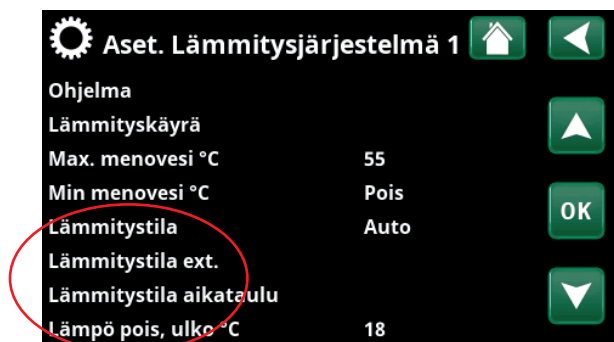 Aset. Lämmitysjärjestelmä 1
Ohjelma
Lämmityskäyrä
Max. menovesi °C 55
Min menovesi °C Pois
Lämmitystila Auto
OK
Lämmitystila ext.
Lämmitystila aikataulu
Lämpö pois, ulko °C 18